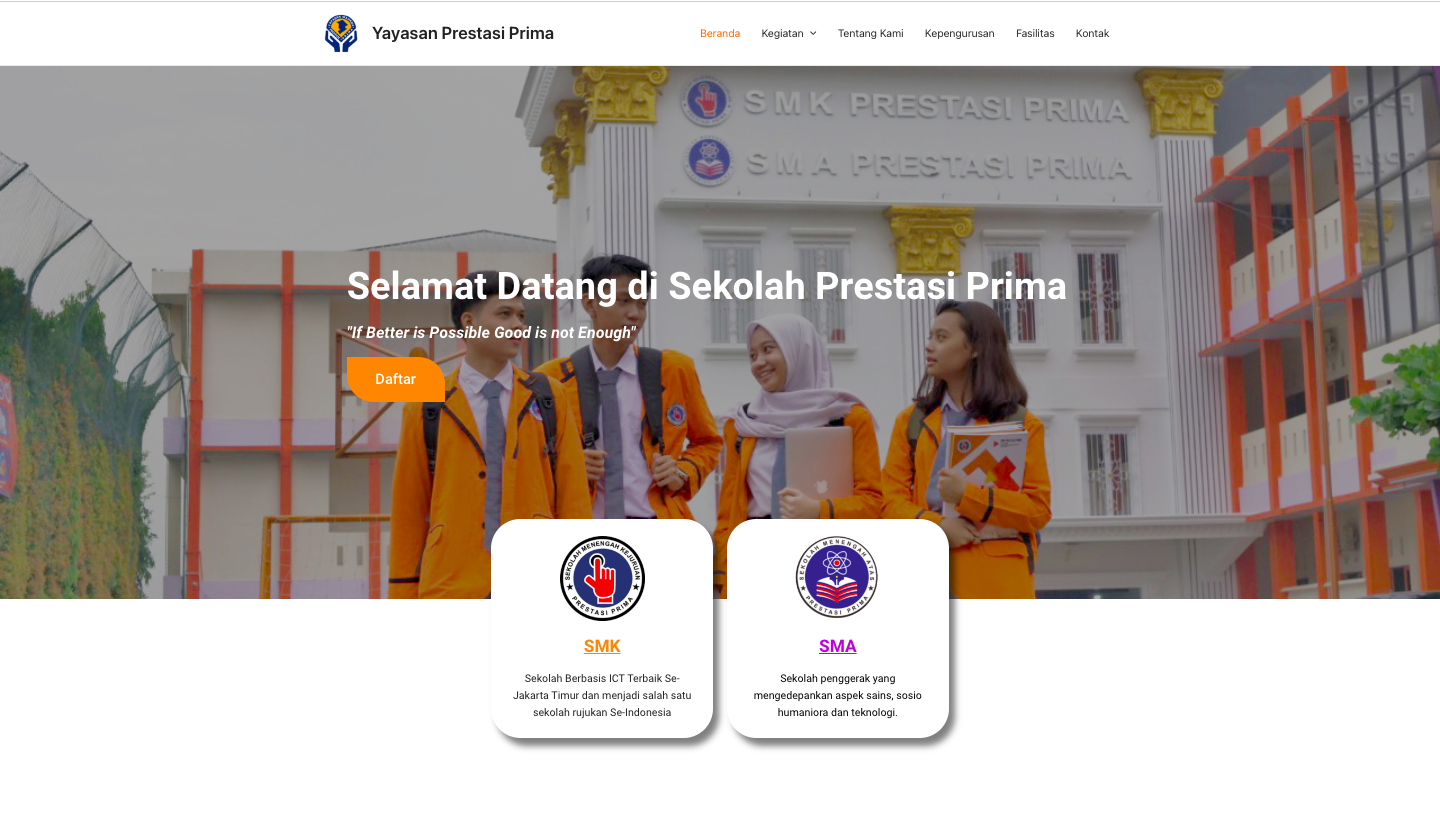 Yayasan Prestasi Prima
Beranda Kegiatan Tentang Kami Kepengurusan Fasilitas Kontak
SMK PRESTASI PRIMA
SMA PRESTASI PRIMA
Selamat Datang di Sekolah Prestasi Prima
"If Better is Possible Good is not Enough"
Daftar
SEKOLAH MENENGAH KEJURUAN
PRESTASI PRIMA
SMK
Sekolah Berbasis ICT Terbaik Se-
Jakarta Timur dan menjadi salah satu
sekolah rujukan Se-Indonesia
SEKOLAH MENENGAH ATAS
PRESTASI PRIMA
SMA
Sekolah penggerak yang
mengedepankan aspek sains, sosio
humaniora dan teknologi.